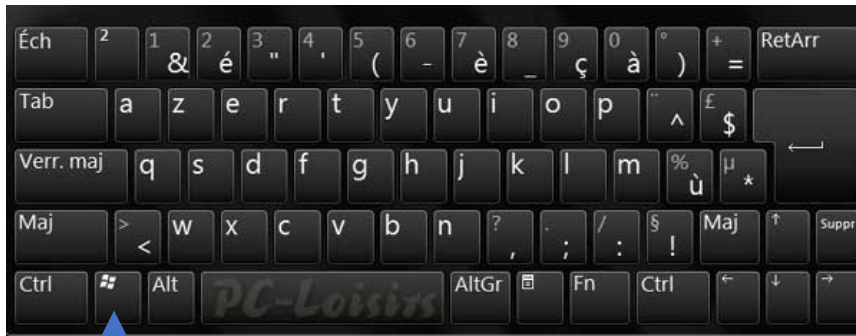 Éch ² 1 & 2 é 3 " 4 ' 5 ( 6 - 7 è 8 _ 9 ç 0 à ° ) + = RetArr
Tab a z e r t y u i o p ¨ ^ £ $
Verr. maj q s d f g h j k l m % ù µ *
Maj > < w x c v b n ? , . ; / : § ! Maj ↑ Suppr
Ctrl Alt PC-Loisirs AltGr Fn Ctrl ← ↓ →